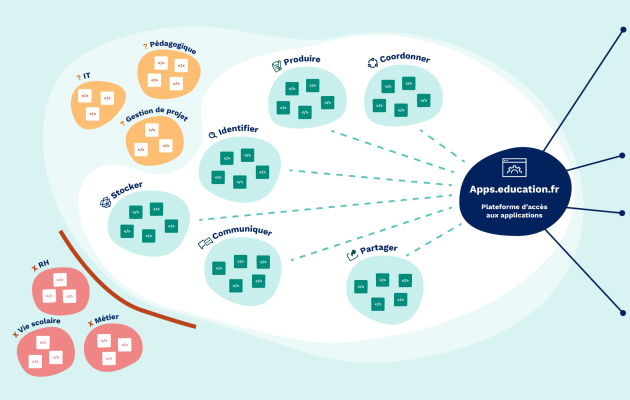 ? Pédagogique
? IT
? Gestion de projet
Produire
Coordonner
Identifier
Stocker
Communiquer
Partager
Apps.education.fr
Plateforme d'accès
aux applications
X RH
X Vie scolaire
X Métier